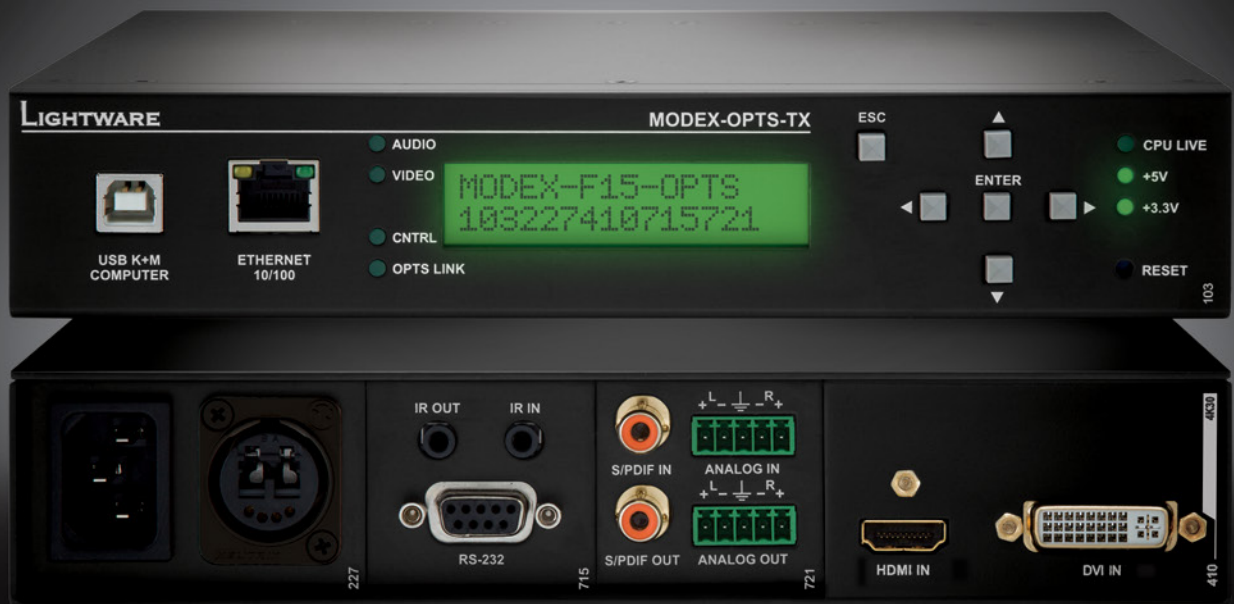 LIGHTWARE
MODEX-OPTS-TX
AUDIO
VIDEO
CNTRL
OPTS LINK
USB K+M
COMPUTER
ETHERNET
10/100
MODEX-F15-OPTS
103227410715721
ESC
ENTER
CPU LIVE
+5V
+3.3V
RESET
103
NEUTRIK
227
IR OUT
IR IN
RS-232
715
S/PDIF IN
+ L - - R +
ANALOG IN
S/PDIF OUT
+ L - - R +
ANALOG OUT
721
HDMI IN
DVI IN
4K30
410